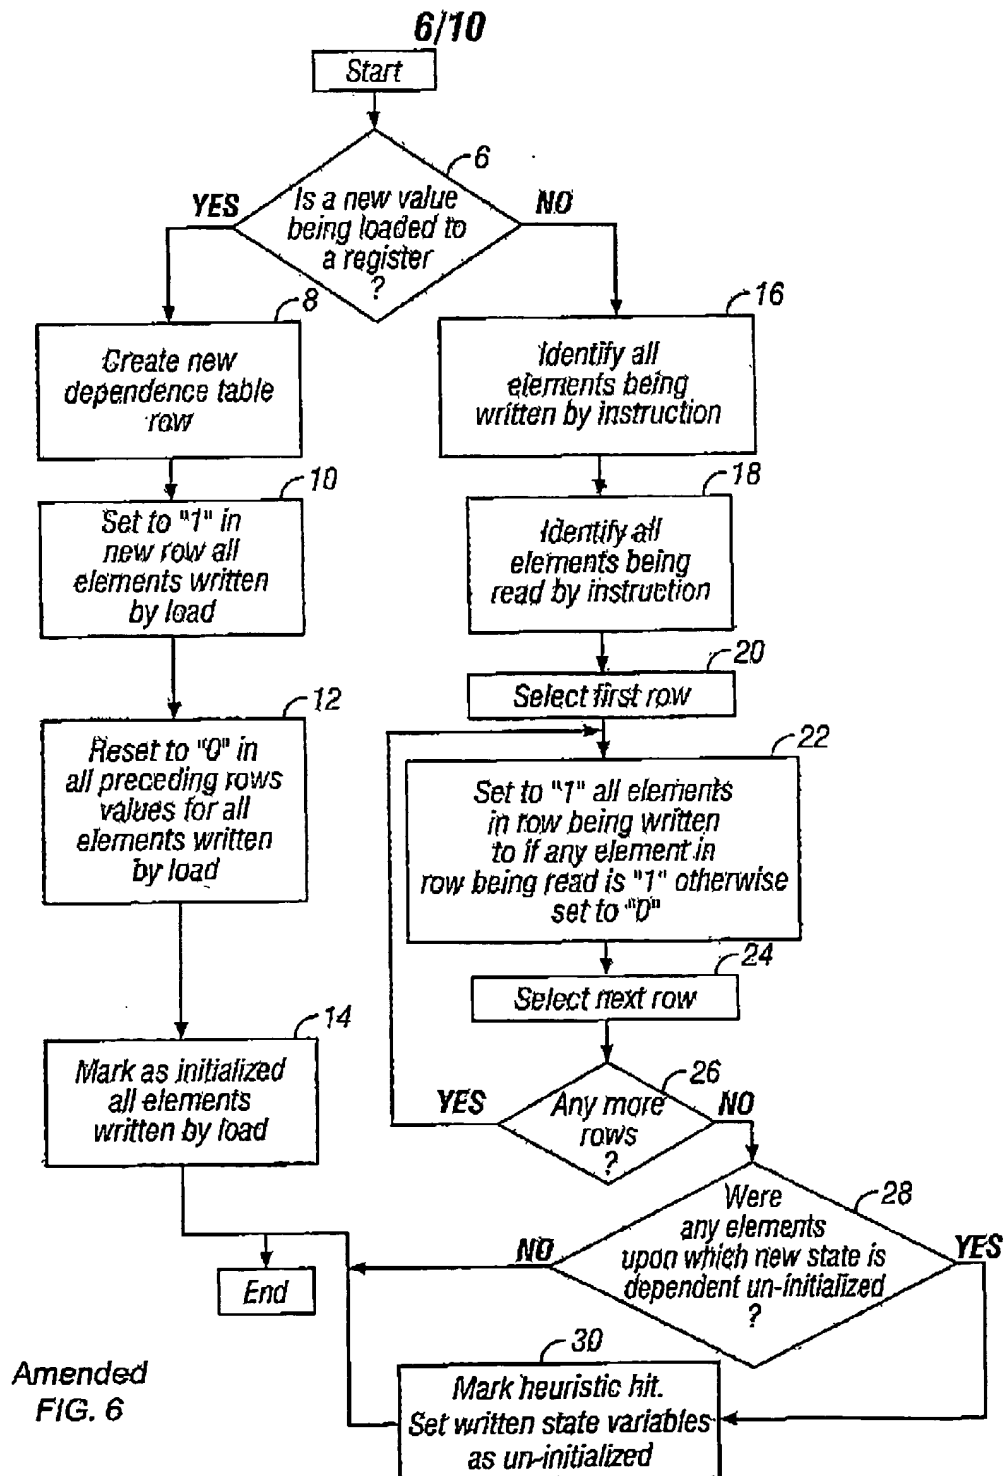 6/10
Start
6
Is a new value
being loaded to
a register
?
YES
NO
8
Create new
dependence table
row
10
Set to "1" in
new row all
elements written
by load
12
Reset to "0" in
all preceding rows
values for all
elements written
by load
14
Mark as initialized
all elements
written by load
End
16
Identify all
elements being
written by instruction
18
Identify all
elements being
read by instruction
20
Select first row
22
Set to "1" all elements
in row being written
to if any element in
row being read is "1" otherwise
set to "0"
24
Select next row
26
Any more
rows
?
YES
NO
28
Were
any elements
upon which new state is
dependent un-initialized
?
NO
YES
30
Mark heuristic hit.
Set written state variables
as un-initialized
Amended
FIG. 6